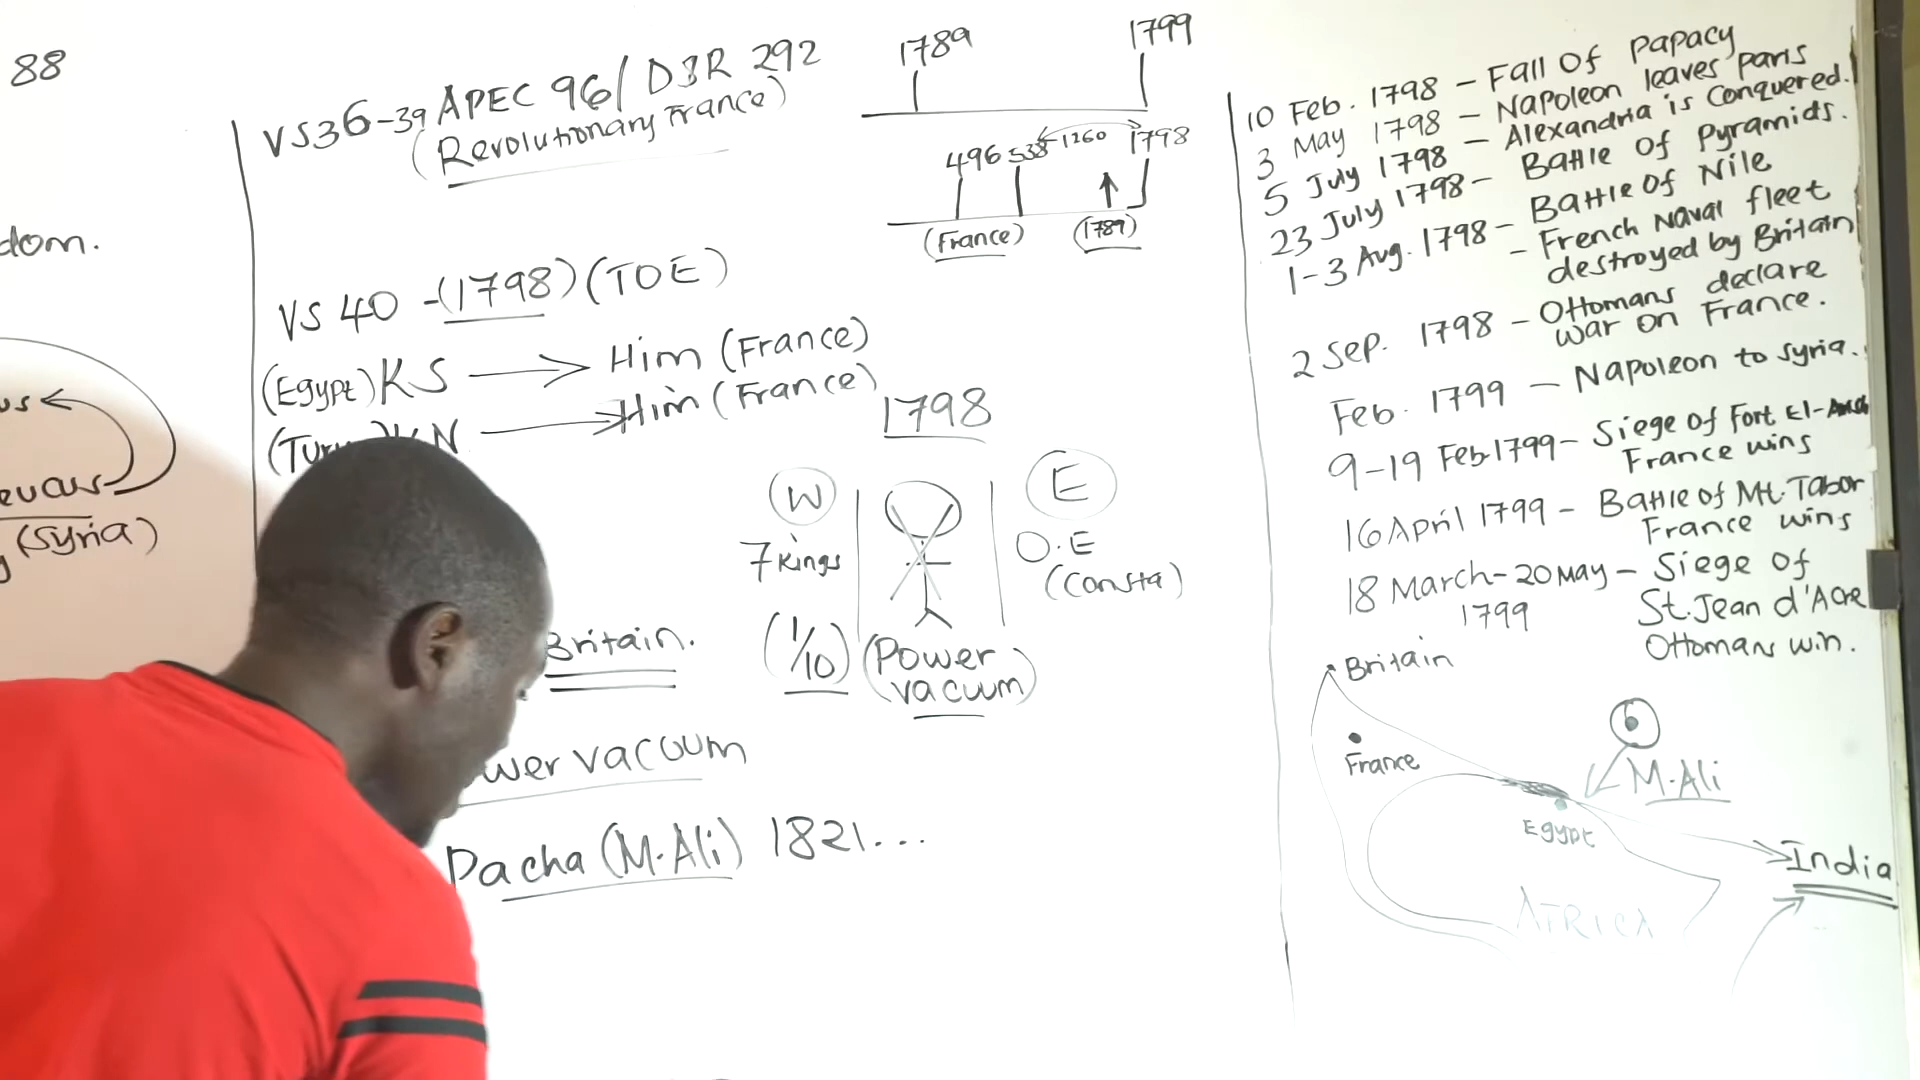 88
dom.
us
(Syria)
VS36-39 APEC 96/ D3R 292
(Revolutionary France)
VS 40 -(1798) (TOE)
(Egypt) KS → Him (France)
KN → Him (France)
Britain.
vacuum
Pacha (M.Ali) 1821...
1789
1799
496 538 1260 1798
(France) (1789)
1798
W E
7 kings O.E
(Consta)
(1/10) (Power
vacuum)
10 Feb. 1798 - Fall Of Papacy
3 May 1798 - Napoleon leaves paris
5 July 1798 - Alexandria is Conquered.
23 July 1798 - Battle Of Pyramids.
1-3 Aug. 1798 - Battle Of Nile
- French Naval fleet
destroyed by Britain
2 Sep. 1798 - Ottomans declare
war on France.
Feb. 1799 - Napoleon to Syria.
9-19 Feb 1799 - Siege of Fort El-
France wins
16 April 1799 - Battle of Mt. Tabor
France wins
18 March - 20 May - Siege of
1799 St. Jean d'Acre
Ottomans win.
Britain
6
France
M.Ali
Egypt
India
AFRICA